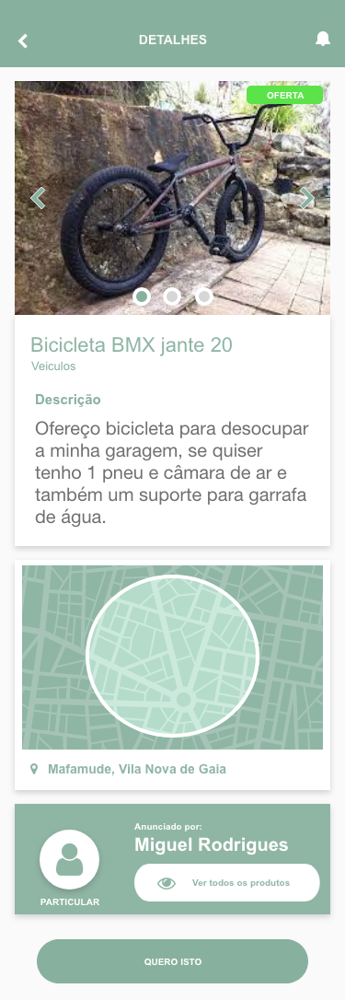 DETALHES
OFERTA
Bicicleta BMX jante 20
Veiculos
Descrição
Ofereço bicicleta para desocupar
a minha garagem, se quiser
tenho 1 pneu e câmara de ar e
também um suporte para garrafa
de água.
Mafamude, Vila Nova de Gaia
Anunciado por:
Miguel Rodrigues
Ver todos os produtos
PARTICULAR
QUERO ISTO